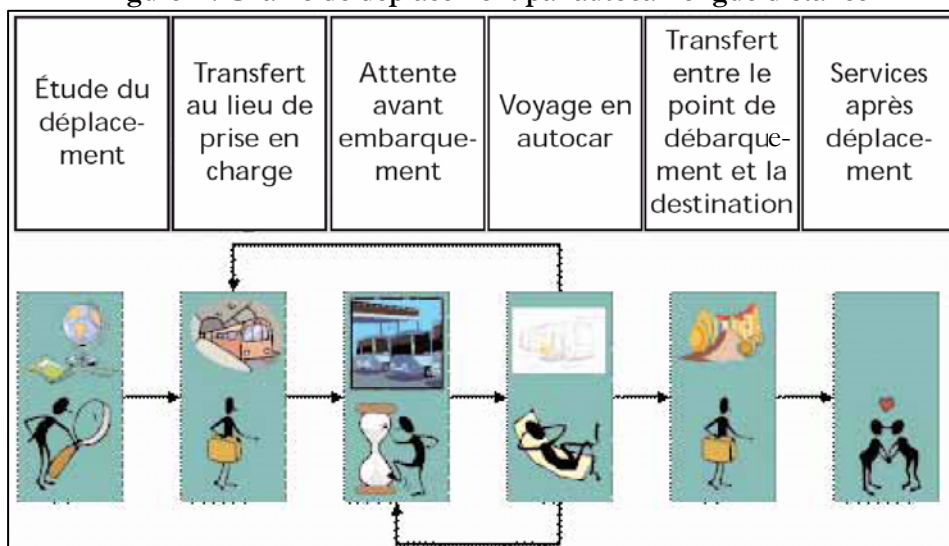 Étude du
déplace-
ment
Transfert
au lieu de
prise en
charge
Attente
avant
embarque-
ment
Voyage en
autocar
Transfert
entre le
point de
débarque-
ment et la
destination
Services
après
déplace-
ment